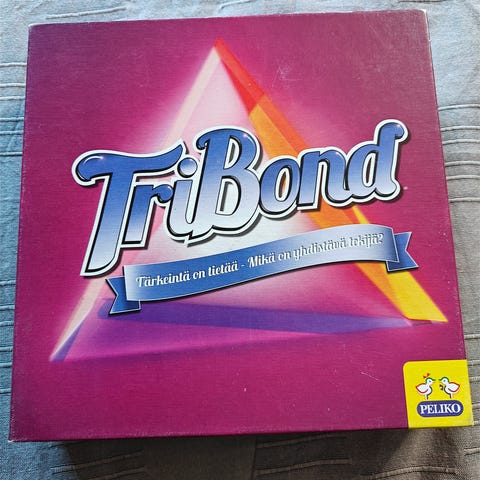 TriBond
Tärkeintä on tietää - Mikä on yhdistävä tekijä?
PELIKO